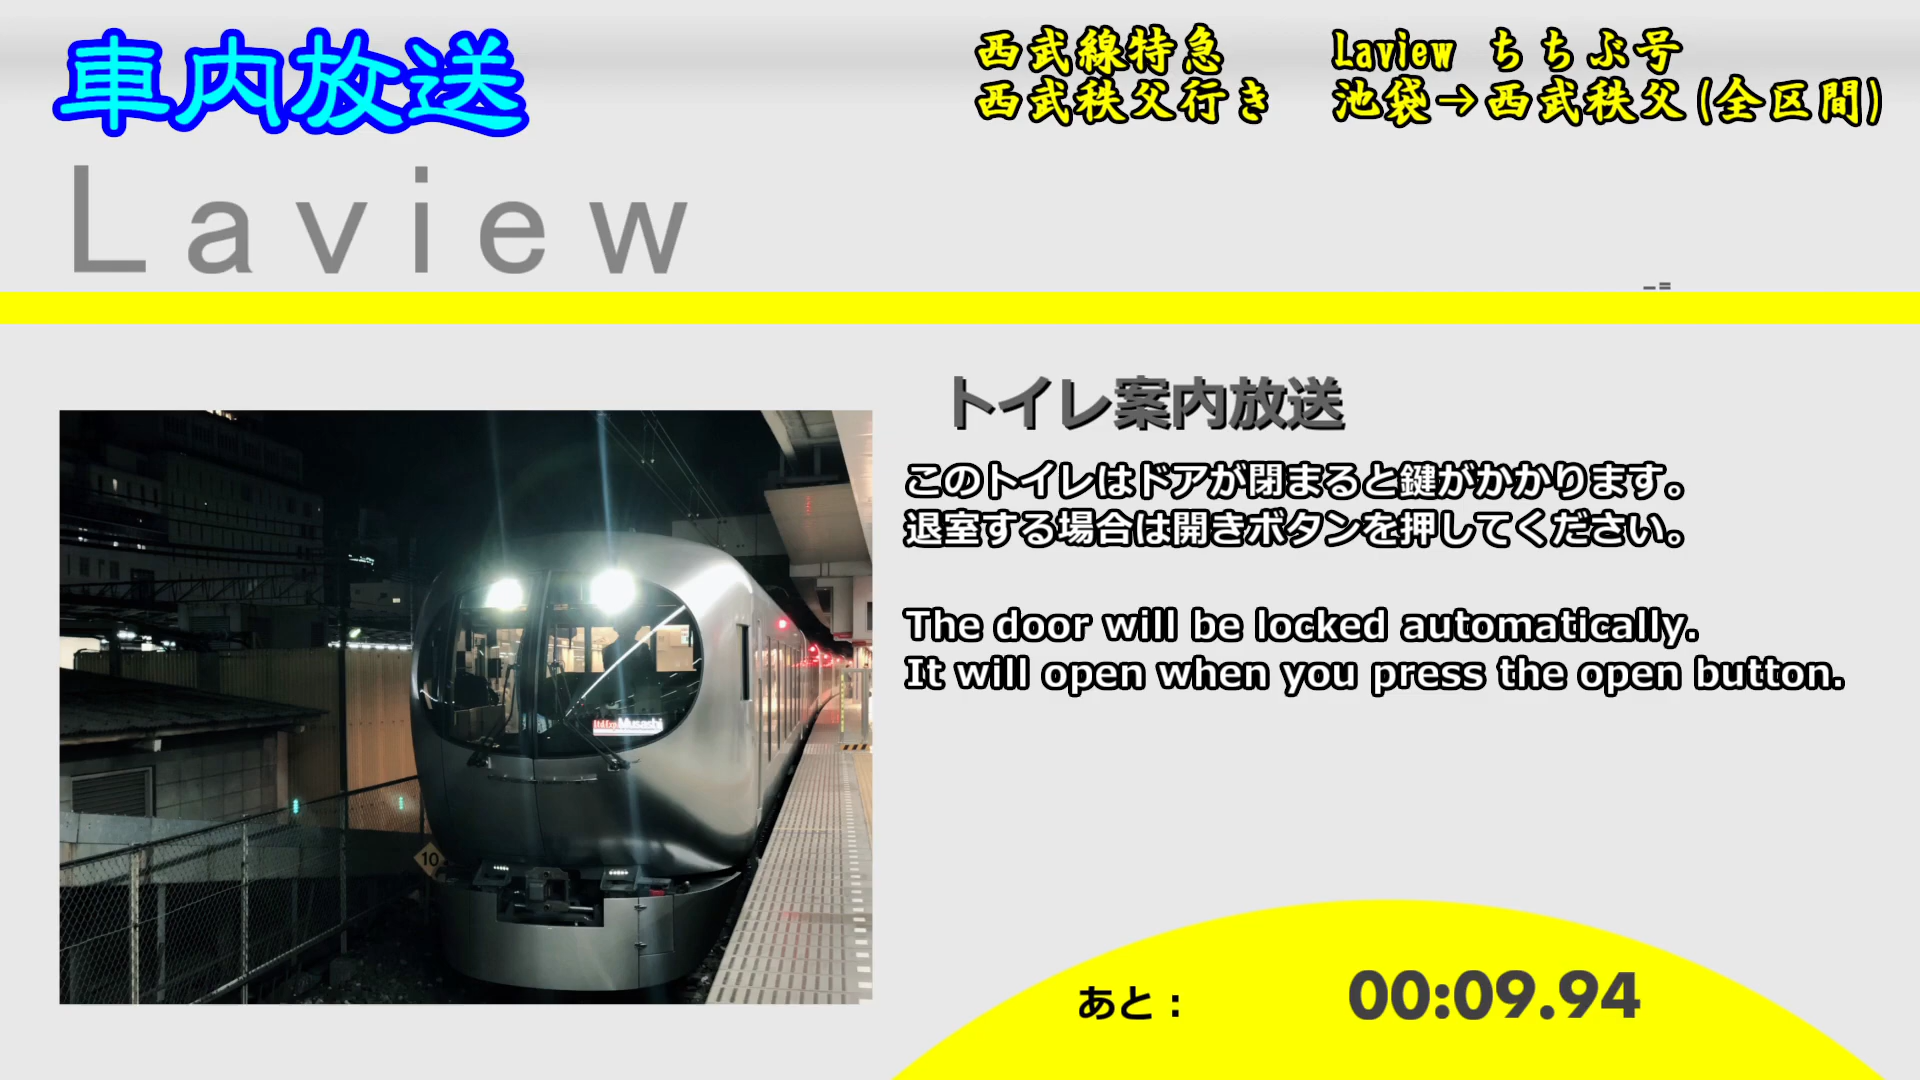 車内放送
西武線特急 Laview ちちぶ号
西武秩父行き 池袋→西武秩父(全区間)
Laview
トイレ案内放送
このトイレはドアが閉まると鍵がかかります。
退室する場合は開きボタンを押してください。
The door will be locked automatically.
It will open when you press the open button.
Ltd.Exp Musashi
10
あと：
00:09.94